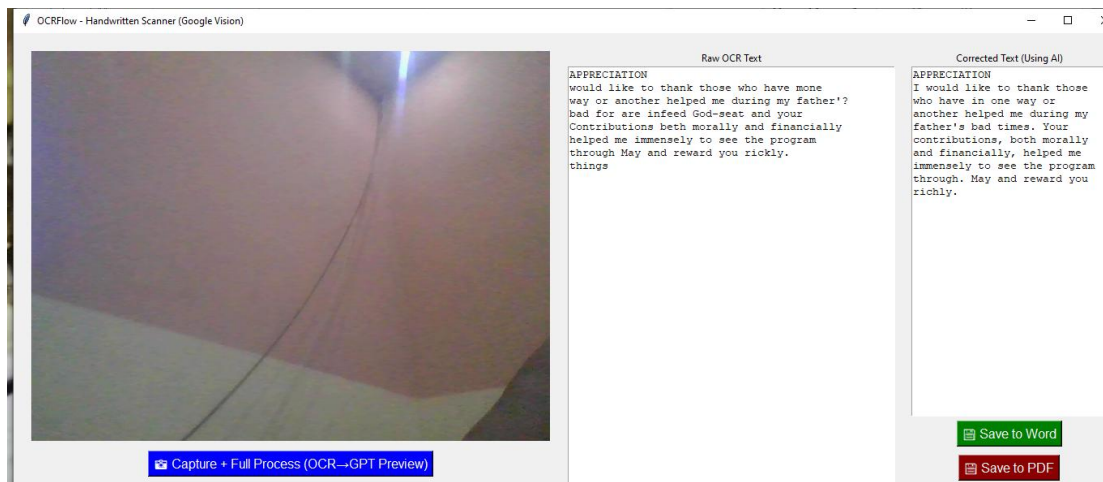 OCRFlow - Handwritten Scanner (Google Vision)
Raw OCR Text
APPRECIATION
would like to thank those who have mone
way or another helped me during my father'?
bad for are infeed God-seat and your
Contributions beth morally and financially
helped me immensely to see the program
through May and reward you rickly.
things
Corrected Text (Using AI)
APPRECIATION
I would like to thank those
who have in one way or
another helped me during my
father's bad times. Your
contributions, both morally
and financially, helped me
immensely to see the program
through. May and reward you
richly.
Capture + Full Process (OCR→GPT Preview)
Save to Word
Save to PDF